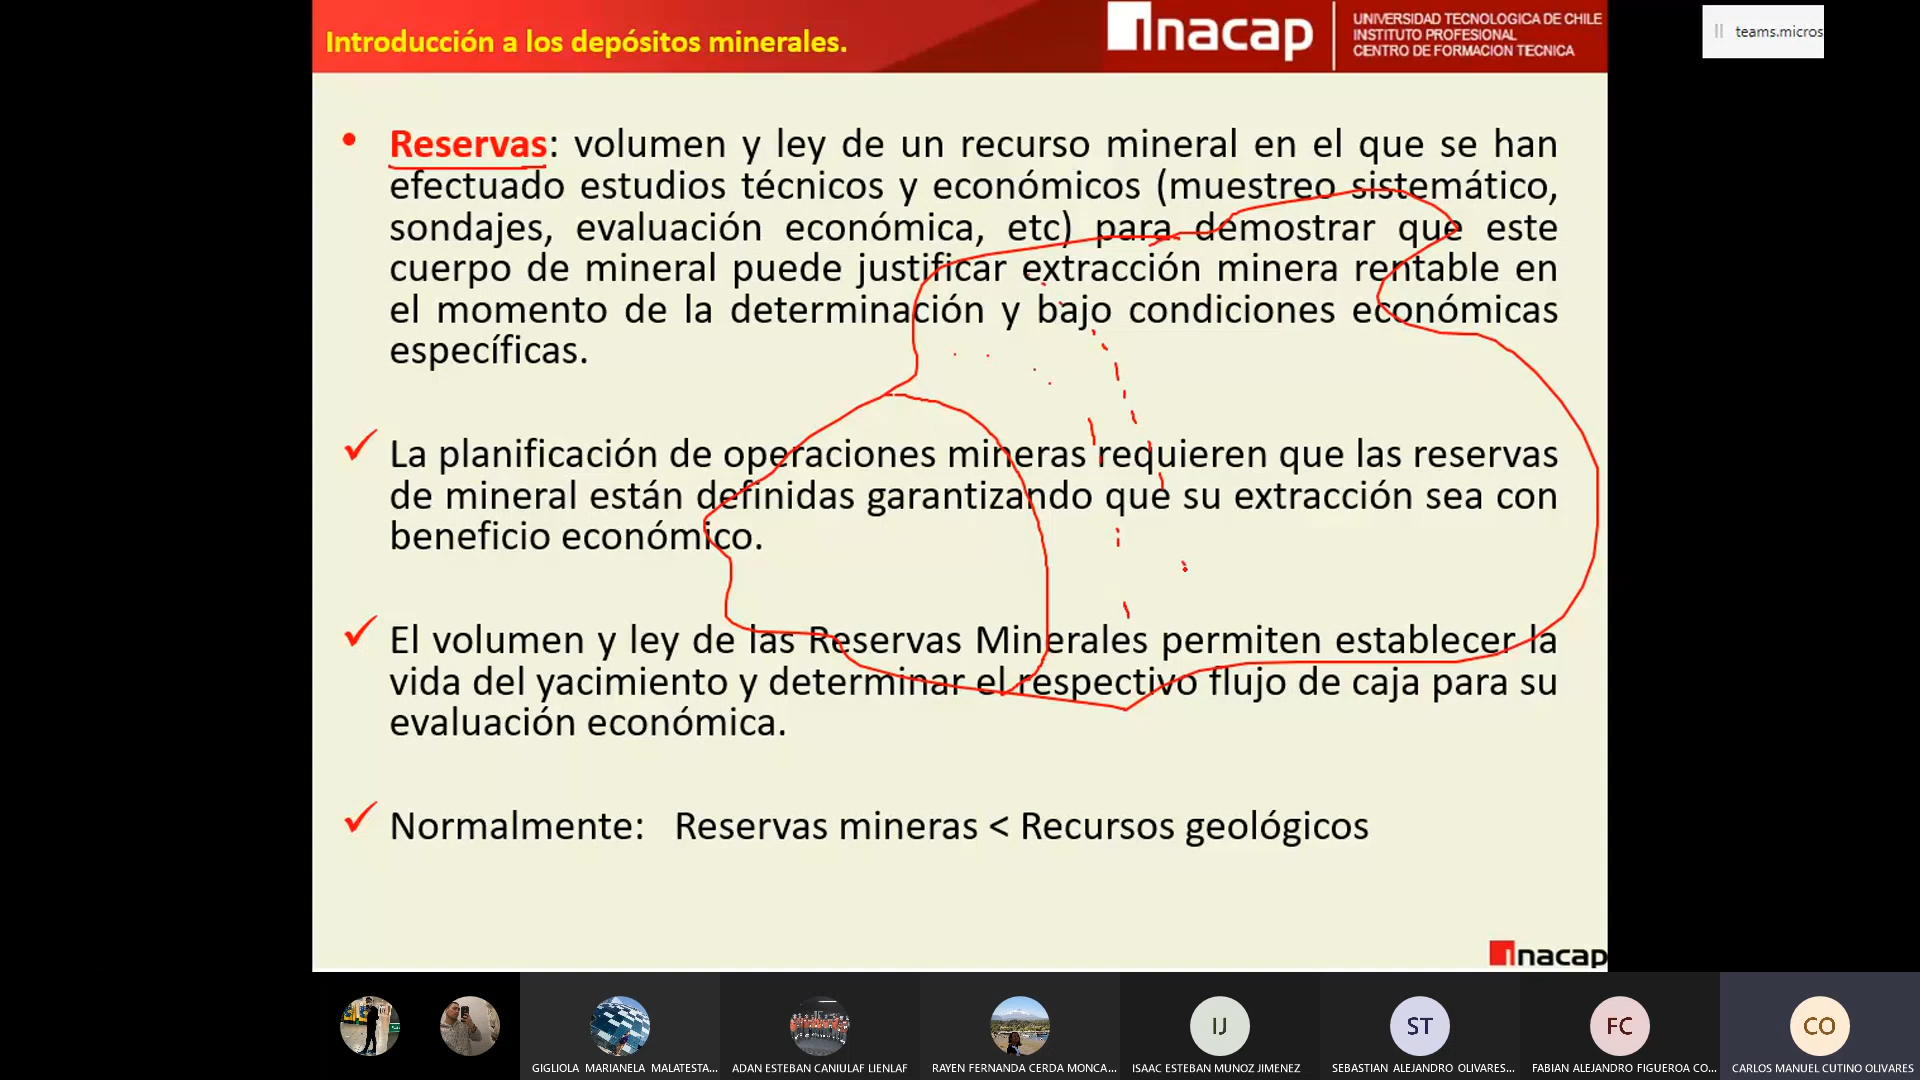 Introducción a los depósitos minerales.
inacap
UNIVERSIDAD TECNOLOGICA DE CHILE
INSTITUTO PROFESIONAL
CENTRO DE FORMACION TECNICA
teams.micros
• Reservas: volumen y ley de un recurso mineral en el que se han
efectuado estudios técnicos y económicos (muestreo sistemático,
sondajes, evaluación económica, etc) para demostrar que este
cuerpo de mineral puede justificar extracción minera rentable en
el momento de la determinación y bajo condiciones económicas
específicas.
✓ La planificación de operaciones mineras requieren que las reservas
de mineral están definidas garantizando que su extracción sea con
beneficio económico.
✓ El volumen y ley de las Reservas Minerales permiten establecer la
vida del yacimiento y determinar el respectivo flujo de caja para su
evaluación económica.
✓ Normalmente: Reservas mineras < Recursos geológicos
inacap
IJ
ST
FC
CO
GIGLIOLA MARIANELA MALATESTA...
ADAN ESTEBAN CANIULAF LIENLAF
RAYEN FERNANDA CERDA MONCA...
ISAAC ESTEBAN MUNOZ JIMENEZ
SEBASTIAN ALEJANDRO OLIVARES...
FABIAN ALEJANDRO FIGUEROA CO...
CARLOS MANUEL CUTINO OLIVARES